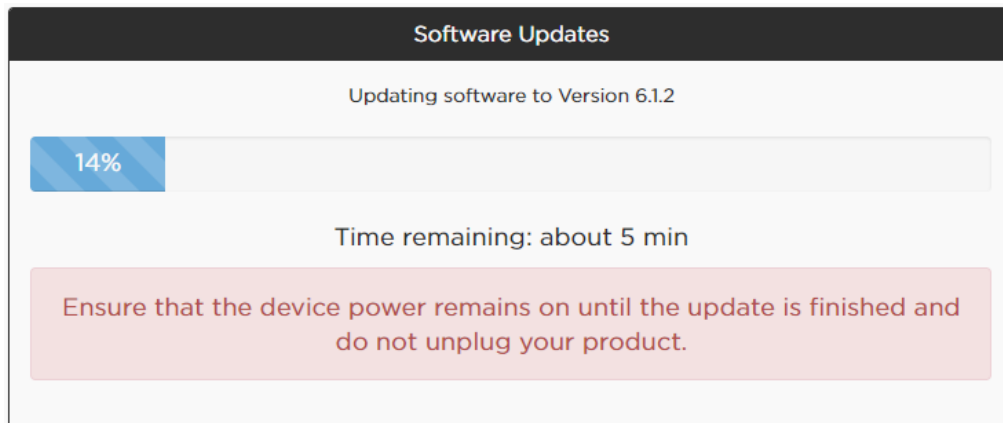 Software Updates
Updating software to Version 6.1.2
14%
Time remaining: about 5 min
Ensure that the device power remains on until the update is finished and
do not unplug your product.